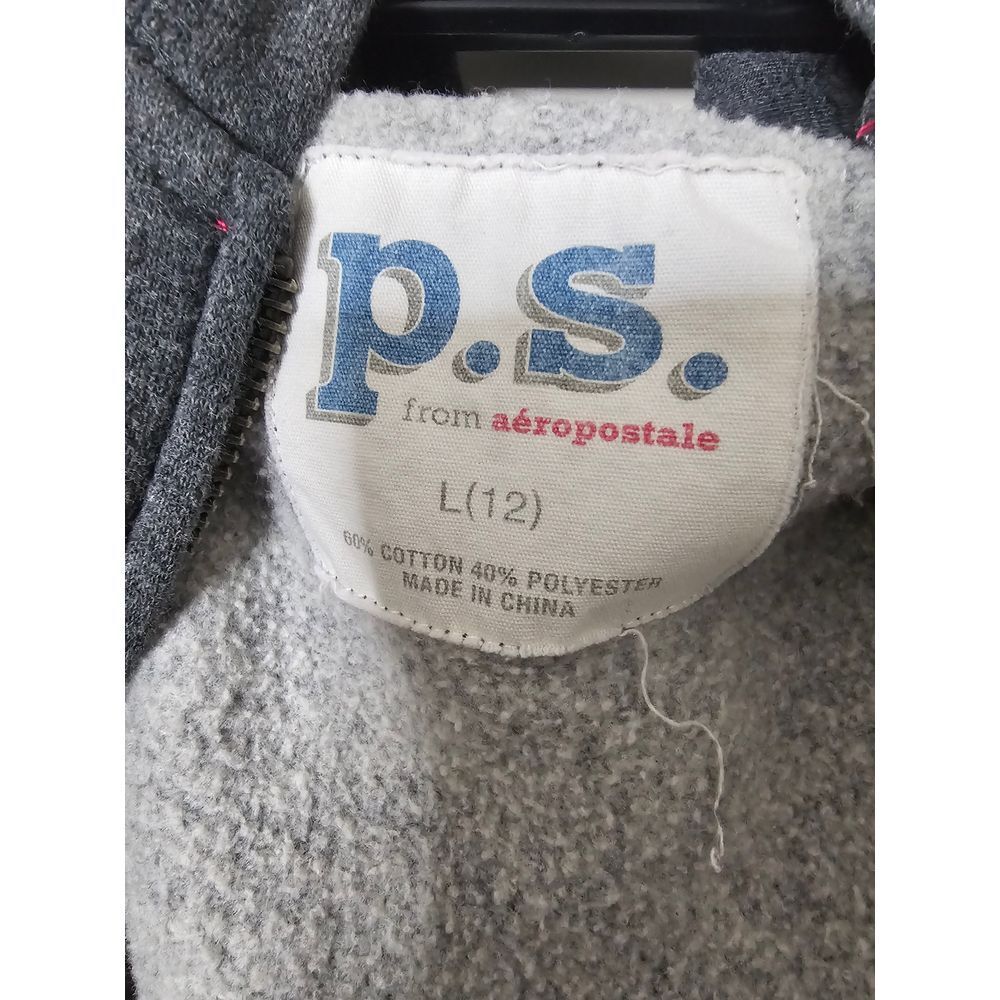 p.s.
from aéropostale
L(12)
60% COTTON 40% POLYESTER
MADE IN CHINA